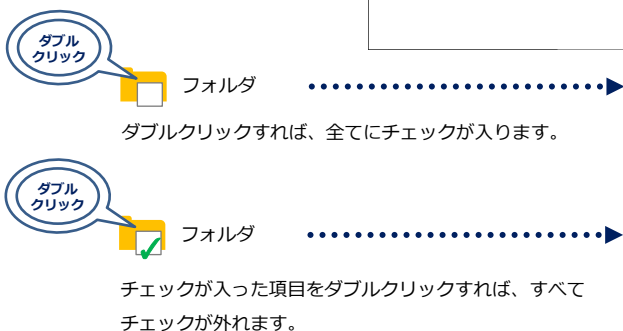 ダブル
クリック
フォルダ
ダブルクリックすれば、全てにチェックが入ります。
ダブル
クリック
フォルダ
チェックが入った項目をダブルクリックすれば、すべて
チェックが外れます。